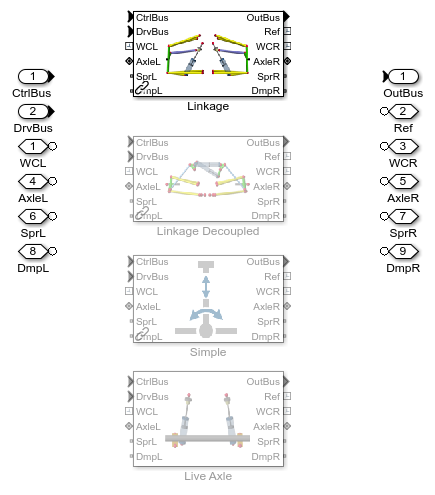 CtrlBus
OutBus
DrvBus
Ref
WCL
WCR
AxleL
AxleR
SprL
SprR
DmpL
DmpR
Linkage
1
CtrlBus
2
DrvBus
1
WCL
4
AxleL
6
SprL
8
DmpL
1
OutBus
2
Ref
3
WCR
5
AxleR
7
SprR
9
DmpR
CtrlBus
OutBus
DrvBus
Ref
WCL
WCR
AxleL
AxleR
SprL
SprR
DmpL
DmpR
Linkage Decoupled
CtrlBus
OutBus
DrvBus
Ref
WCL
WCR
AxleL
AxleR
SprL
SprR
DmpL
DmpR
Simple
CtrlBus
OutBus
DrvBus
Ref
WCL
WCR
AxleL
AxleR
SprL
SprR
DmpL
DmpR
Live Axle